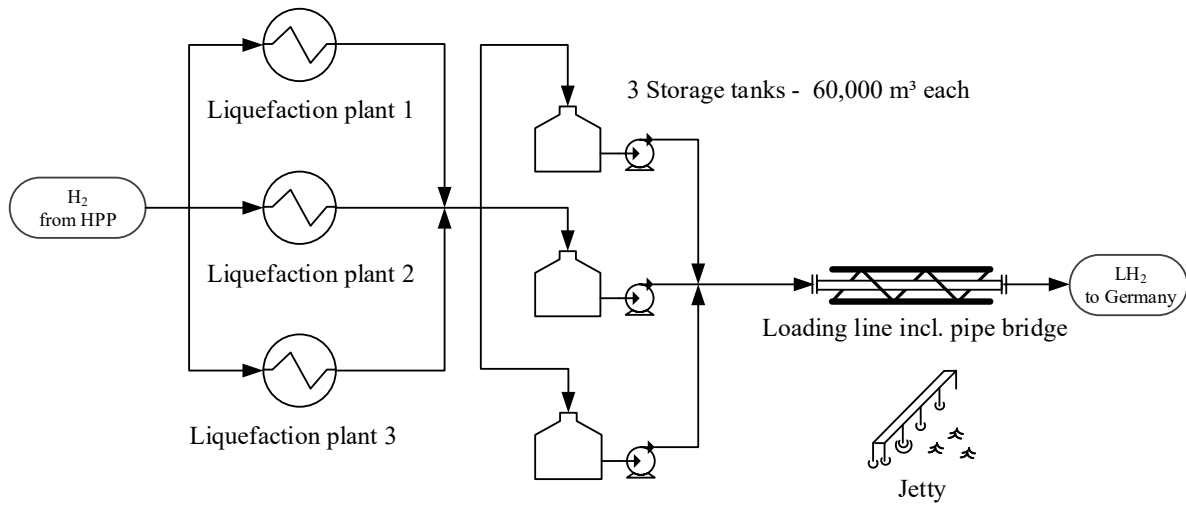 Liquefaction plant 1
3 Storage tanks - 60,000 m³ each
H₂
from HPP
Liquefaction plant 2
LH₂
to Germany
Loading line incl. pipe bridge
Liquefaction plant 3
Jetty